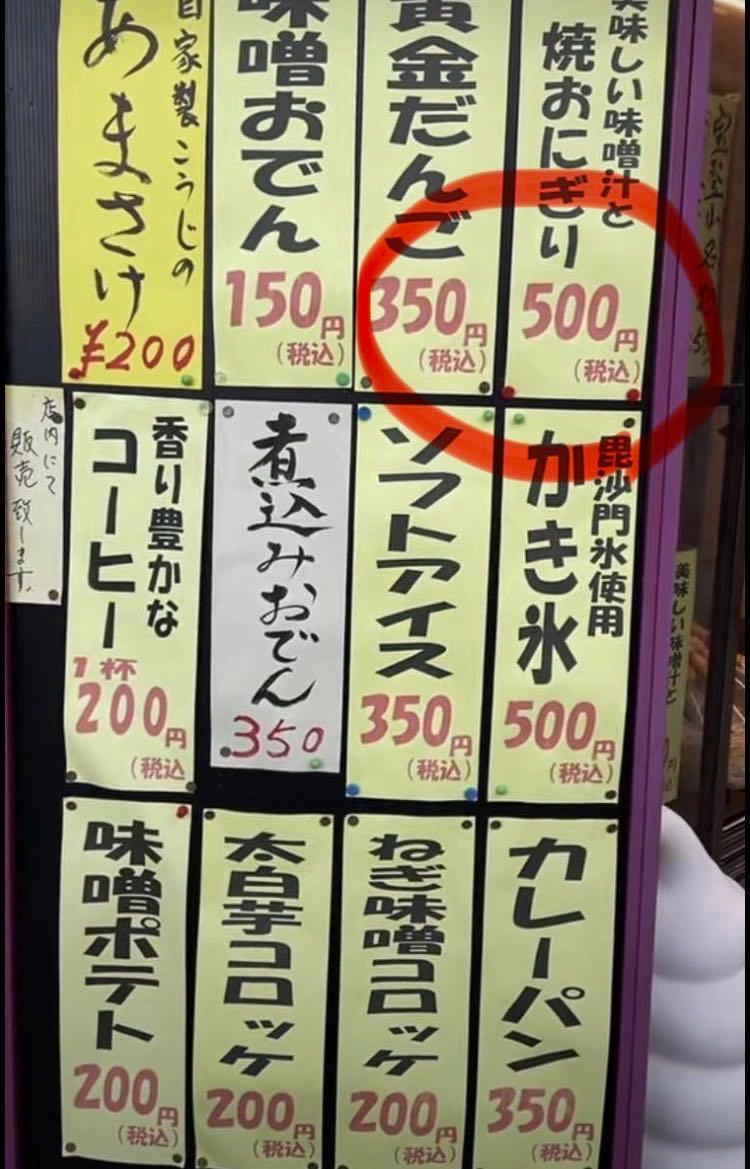 美味しい味噌汁と
焼おにぎり
500円
(税込)
黄金だんご
350円
(税込)
味噌おでん
150円
(税込)
自家製こうじの
あまさけ
¥200
毘沙門氷使用
かき氷
500円
(税込)
ソフトアイス
350円
(税込)
煮込みおでん
350
香り豊かな
コーヒー
1杯
200円
(税込)
店内にて
販売致します。
カレーパン
350円
(税込)
ねぎ味噌コロッケ
200円
(税込)
太白芋コロッケ
200円
(税込)
味噌ポテト
200円
(税込)
美味しい味噌汁と